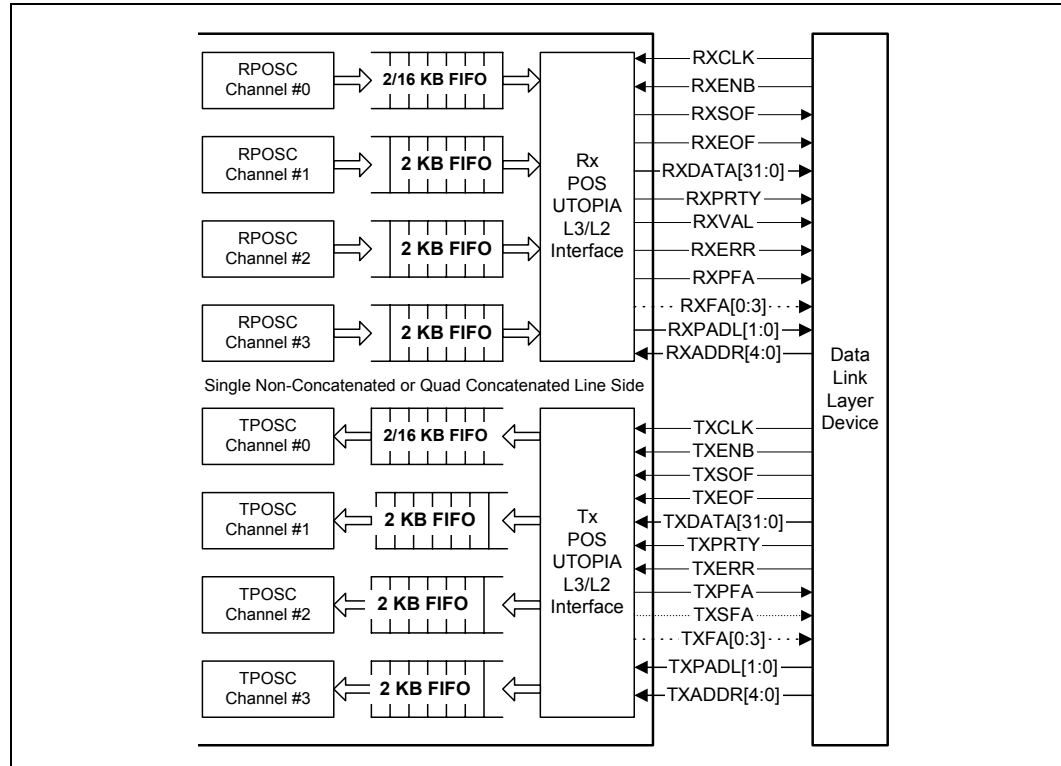 RPOSC
Channel #0
2/16 KB FIFO
RPOSC
Channel #1
2 KB FIFO
RPOSC
Channel #2
2 KB FIFO
RPOSC
Channel #3
2 KB FIFO
Rx
POS
UTOPIA
L3/L2
Interface
RXCLK
RXENB
RXSOF
RXEOF
RXDATA[31:0]
RXPRTY
RXVAL
RXERR
RXPFA
RXFA[0:3]
RXPADL[1:0]
RXADDR[4:0]
Data
Link
Layer
Device
Single Non-Concatenated or Quad Concatenated Line Side
TPOSC
Channel #0
2/16 KB FIFO
TPOSC
Channel #1
2 KB FIFO
TPOSC
Channel #2
2 KB FIFO
TPOSC
Channel #3
2 KB FIFO
Tx
POS
UTOPIA
L3/L2
Interface
TXCLK
TXENB
TXSOF
TXEOF
TXDATA[31:0]
TXPRTY
TXERR
TXPFA
TXSFA
TXFA[0:3]
TXPADL[1:0]
TXADDR[4:0]